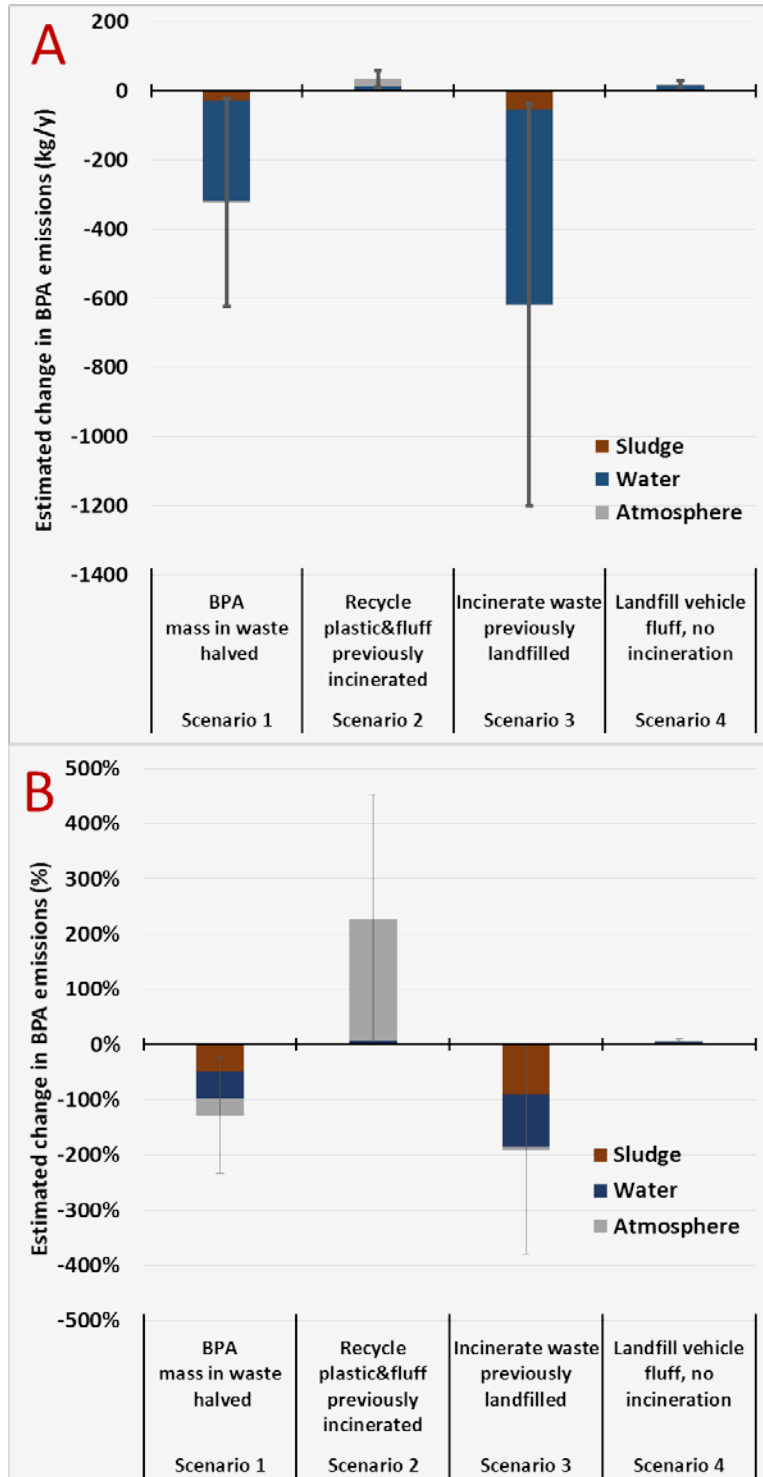 A
Estimated change in BPA emissions (kg/y)
200
0
-200
-400
-600
-800
-1000
-1200
-1400
Sludge
Water
Atmosphere
BPA
mass in waste
halved
Scenario 1
Recycle
plastic&fluff
previously
incinerated
Scenario 2
Incinerate waste
previously
landfilled
Scenario 3
Landfill vehicle
fluff, no
incineration
Scenario 4
B
Estimated change in BPA emissions (%)
500%
400%
300%
200%
100%
0%
-100%
-200%
-300%
-400%
-500%
Sludge
Water
Atmosphere
BPA
mass in waste
halved
Scenario 1
Recycle
plastic&fluff
previously
incinerated
Scenario 2
Incinerate waste
previously
landfilled
Scenario 3
Landfill vehicle
fluff, no
incineration
Scenario 4